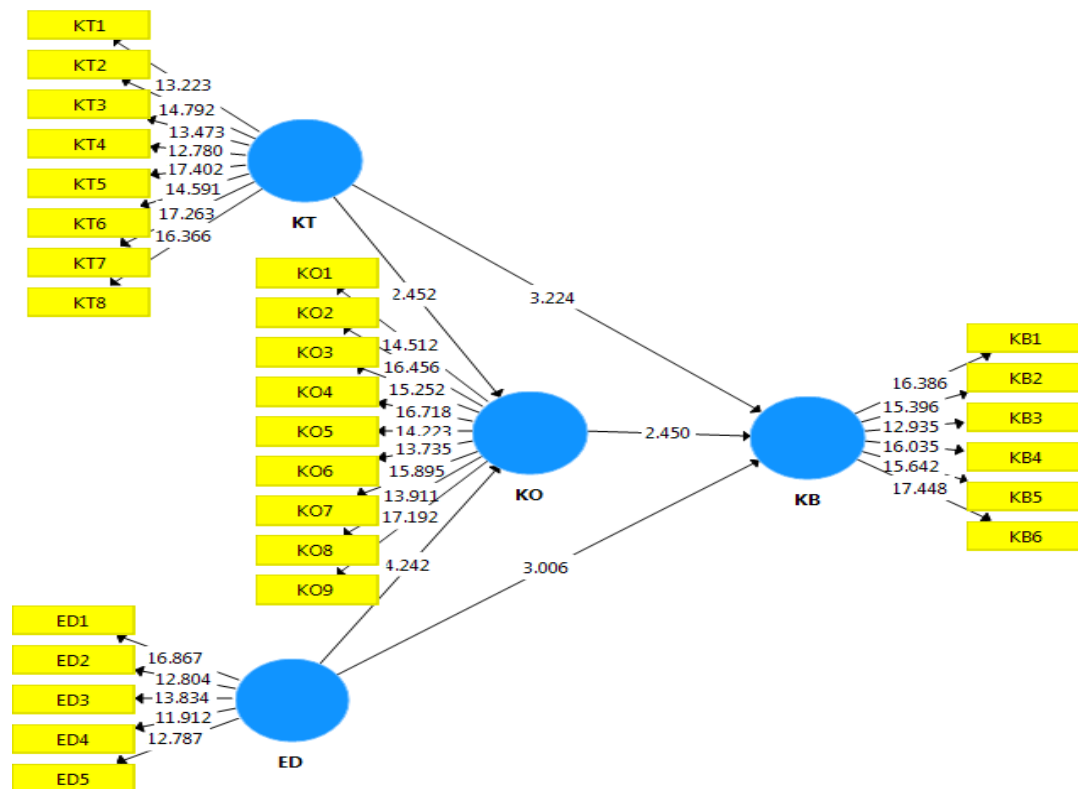 KT1
KT2
KT3
KT4
KT5
KT6
KT7
KT8
13.223
14.792
13.473
12.780
17.402
14.591
17.263
16.366
KT
2.452
3.224
KO1
KO2
KO3
KO4
KO5
KO6
KO7
KO8
KO9
14.512
16.456
15.252
16.718
14.223
13.735
15.895
13.911
17.192
KO
2.450
KB
16.386
15.396
12.935
16.035
15.642
17.448
KB1
KB2
KB3
KB4
KB5
KB6
4.242
3.006
ED1
ED2
ED3
ED4
ED5
16.867
12.804
13.834
11.912
12.787
ED